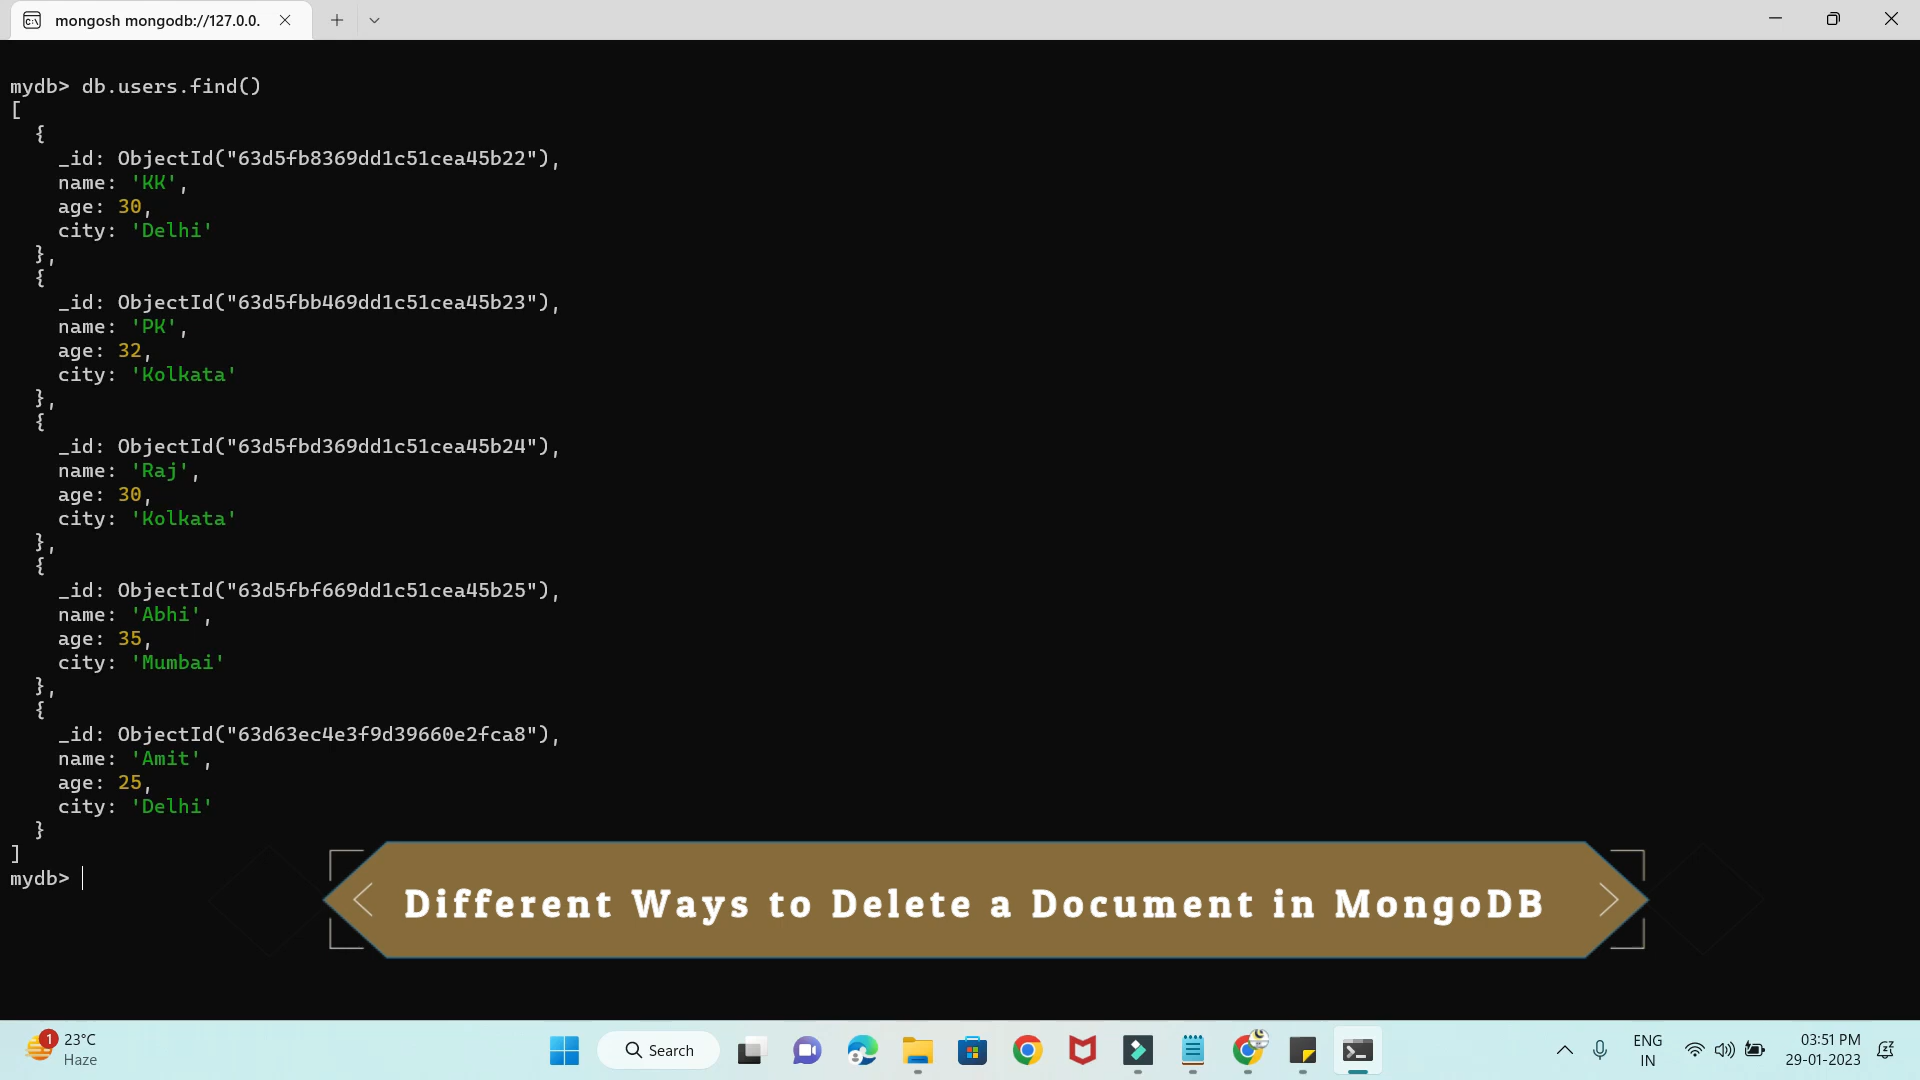 mongosh mongodb://127.0.0.
mydb> db.users.find()
[
{
_id: ObjectId("63d5fb8369dd1c51cea45b22"),
name: 'KK',
age: 30,
city: 'Delhi'
},
{
_id: ObjectId("63d5fbb469dd1c51cea45b23"),
name: 'PK',
age: 32,
city: 'Kolkata'
},
{
_id: ObjectId("63d5fbd369dd1c51cea45b24"),
name: 'Raj',
age: 30,
city: 'Kolkata'
},
{
_id: ObjectId("63d5fbf669dd1c51cea45b25"),
name: 'Abhi',
age: 35,
city: 'Mumbai'
},
{
_id: ObjectId("63d63ec4e3f9d39660e2fca8"),
name: 'Amit',
age: 25,
city: 'Delhi'
}
]
mydb>
Different Ways to Delete a Document in MongoDB
1
23°C
Haze
Search
ENG
IN
03:51 PM
29-01-2023